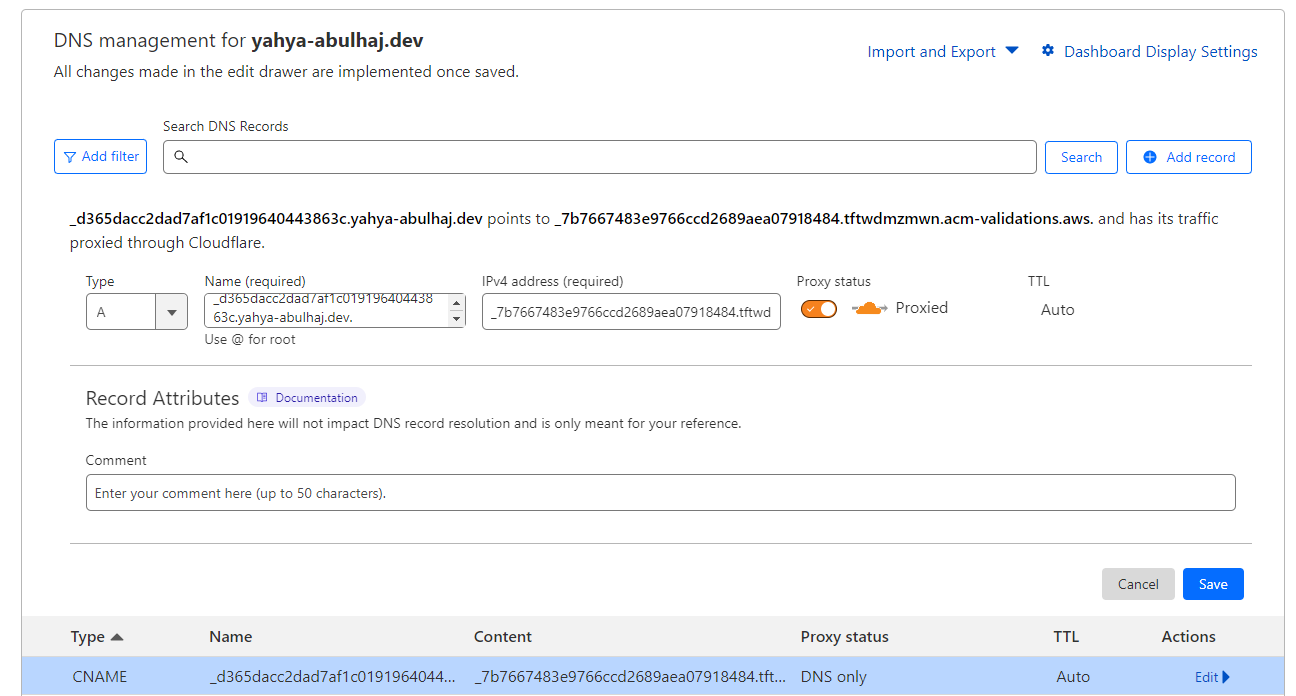 DNS management for yahya-abulhaj.dev
Import and Export
Dashboard Display Settings
All changes made in the edit drawer are implemented once saved.
Search DNS Records
Add filter
Search
Add record
_d365dacc2dad7af1c01919640443863c.yahya-abulhaj.dev points to _7b7667483e9766ccd2689aea07918484.tftwdmzmwn.acm-validations.aws. and has its traffic
proxied through Cloudflare.
Type
Name (required)
IPv4 address (required)
Proxy status
TTL
A
_d365dacc2dad7af1c019196404438
63c.yahya-abulhaj.dev.
_7b7667483e9766ccd2689aea07918484.tftwd
Proxied
Auto
Use @ for root
Record Attributes
Documentation
The information provided here will not impact DNS record resolution and is only meant for your reference.
Comment
Enter your comment here (up to 50 characters).
Cancel
Save
Type Name Content Proxy status TTL Actions
CNAME _d365dacc2dad7af1c0191964044... _7b7667483e9766ccd2689aea07918484.tft... DNS only Auto Edit